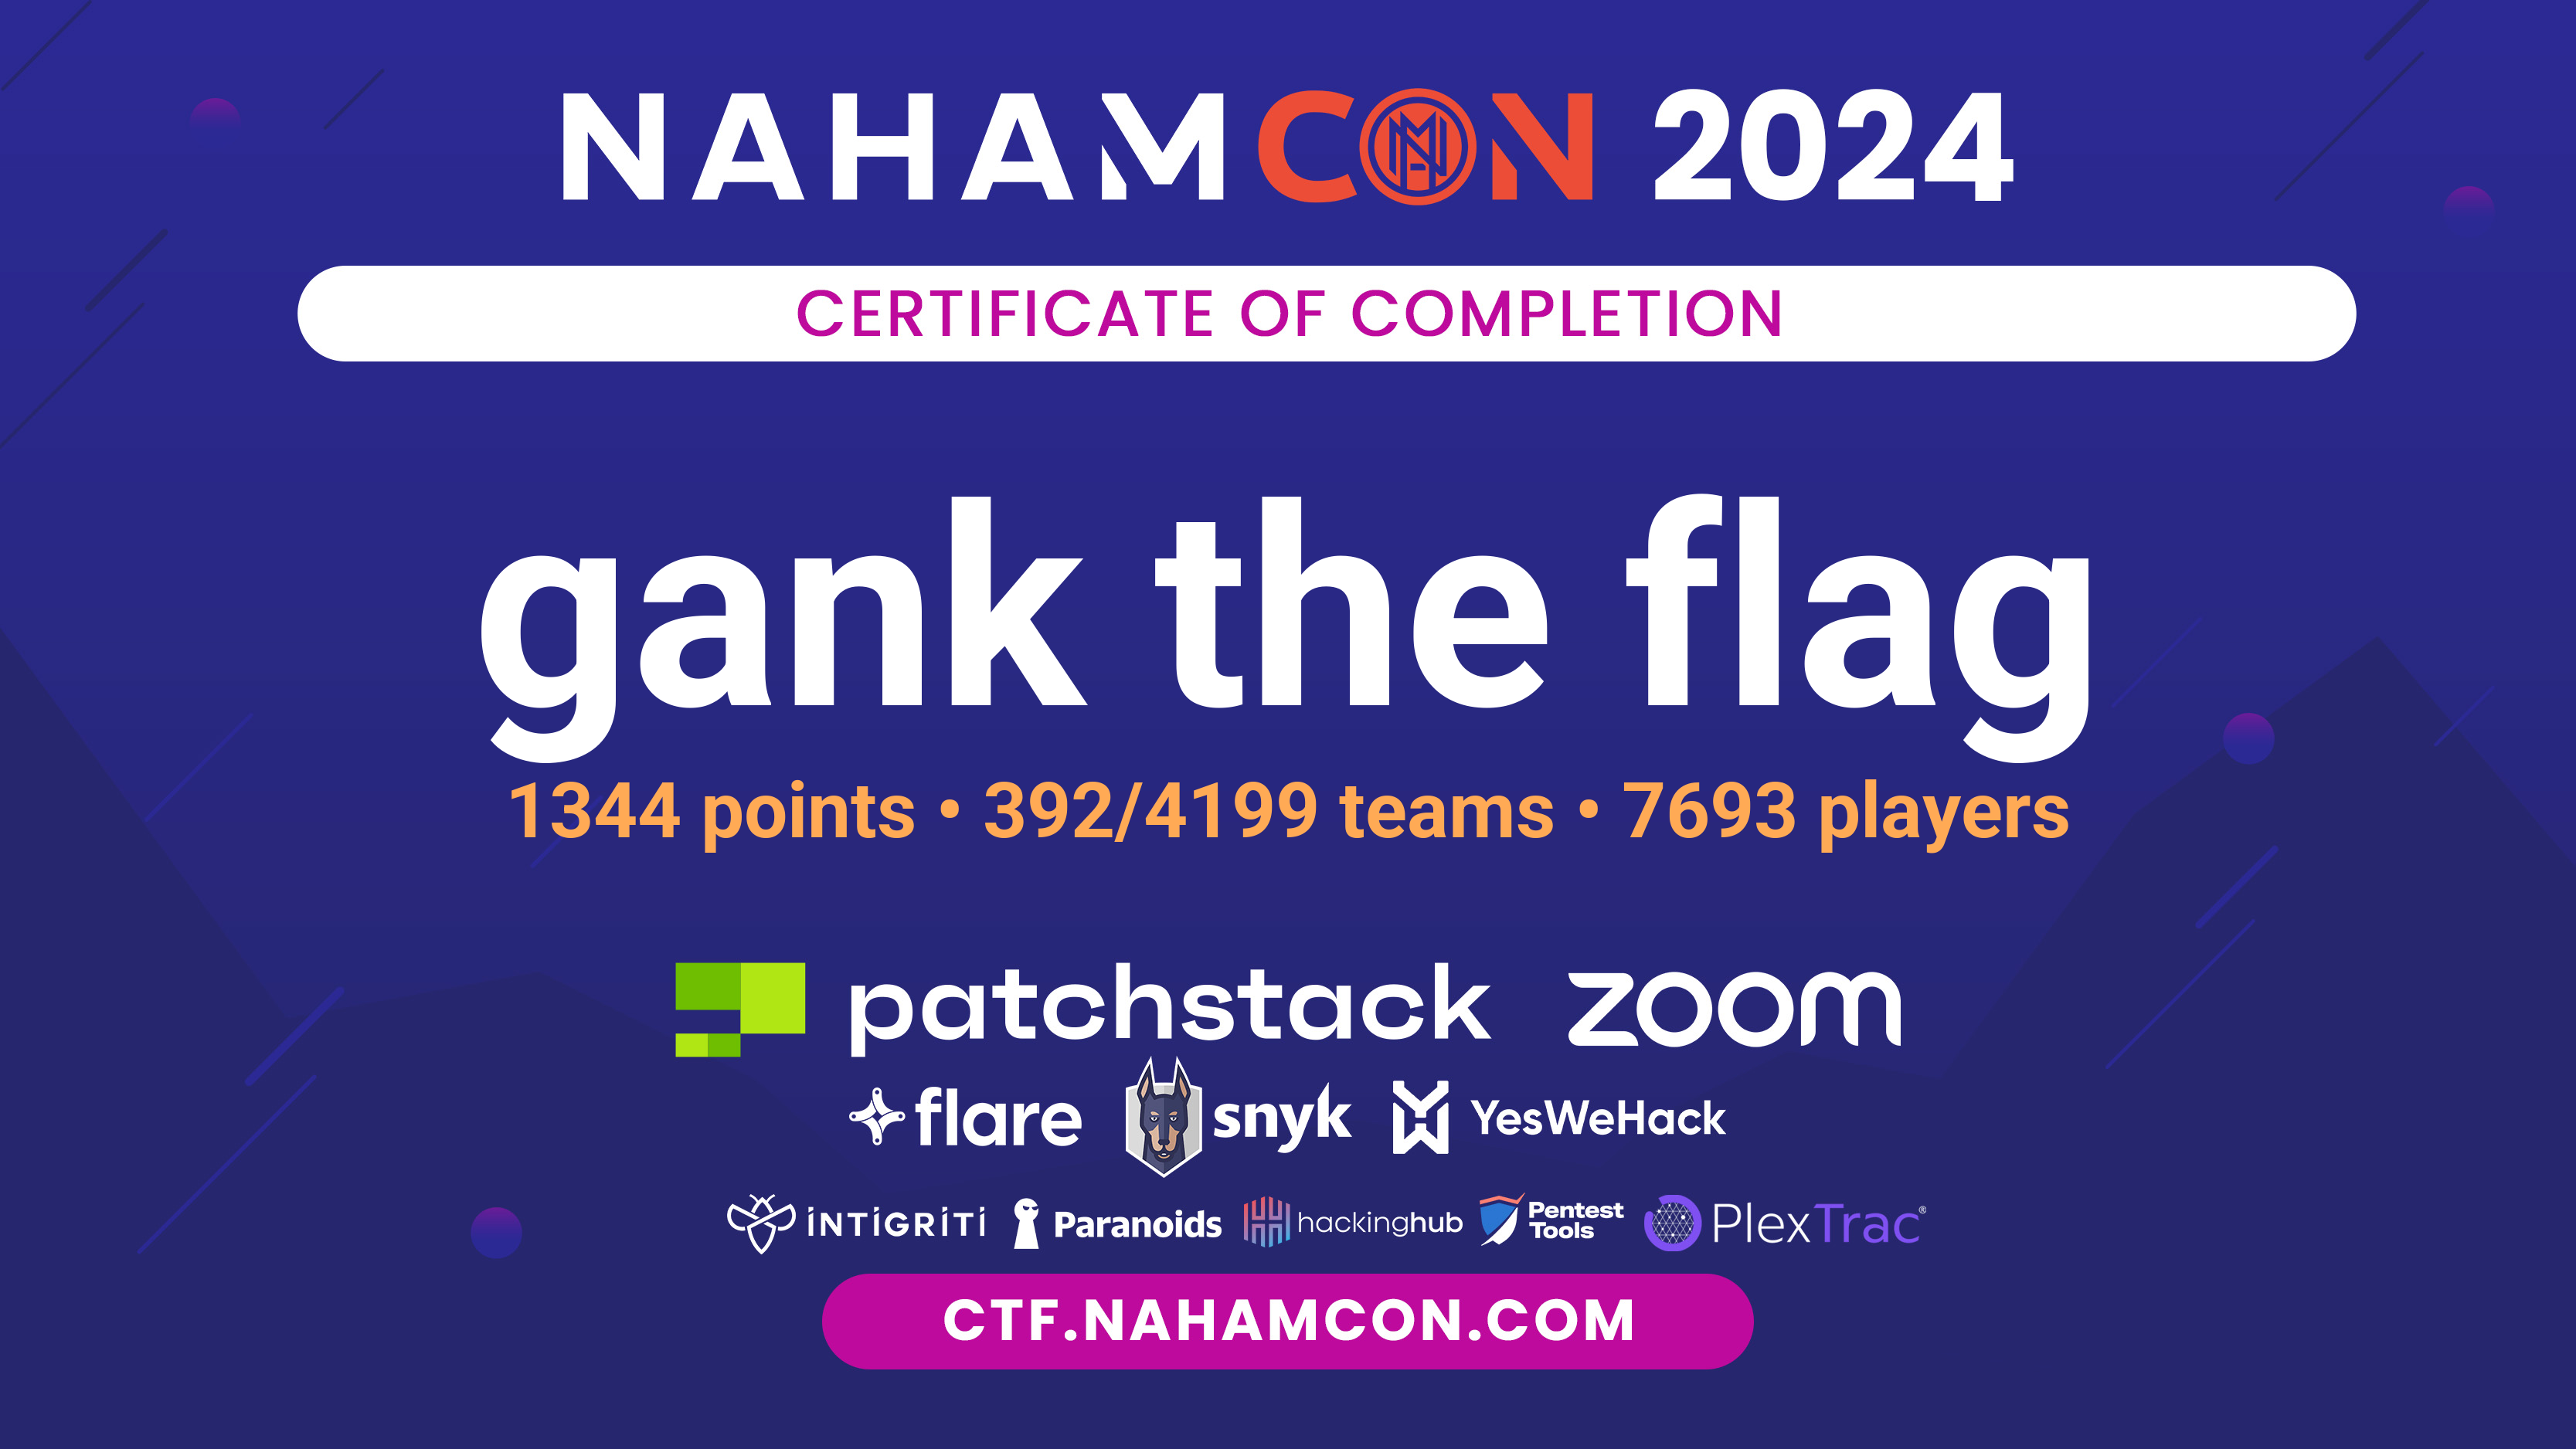 NAHAMCON 2024
CERTIFICATE OF COMPLETION
gank the flag
1344 points • 392/4199 teams • 7693 players
patchstack zoom
flare snyk YesWeHack
INTIGRITI Paranoids hackinghub Pentest Tools PlexTrac®
CTF.NAHAMCON.COM